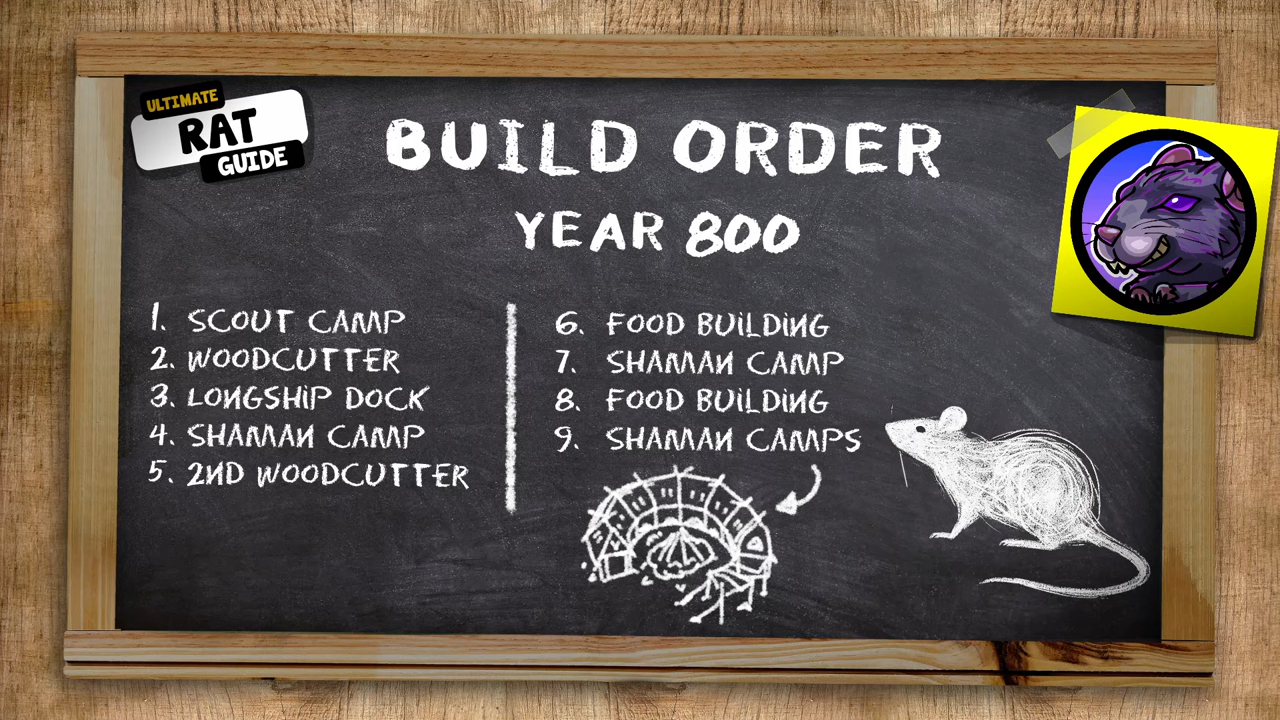 ULTIMATE
RAT
GUIDE
BUILD ORDER
YEAR 800
1. SCOUT CAMP
2. WOODCUTTER
3. LONGSHIP DOCK
4. SHAMAN CAMP
5. 2ND WOODCUTTER
6. FOOD BUILDING
7. SHAMAN CAMP
8. FOOD BUILDING
9. SHAMAN CAMPS